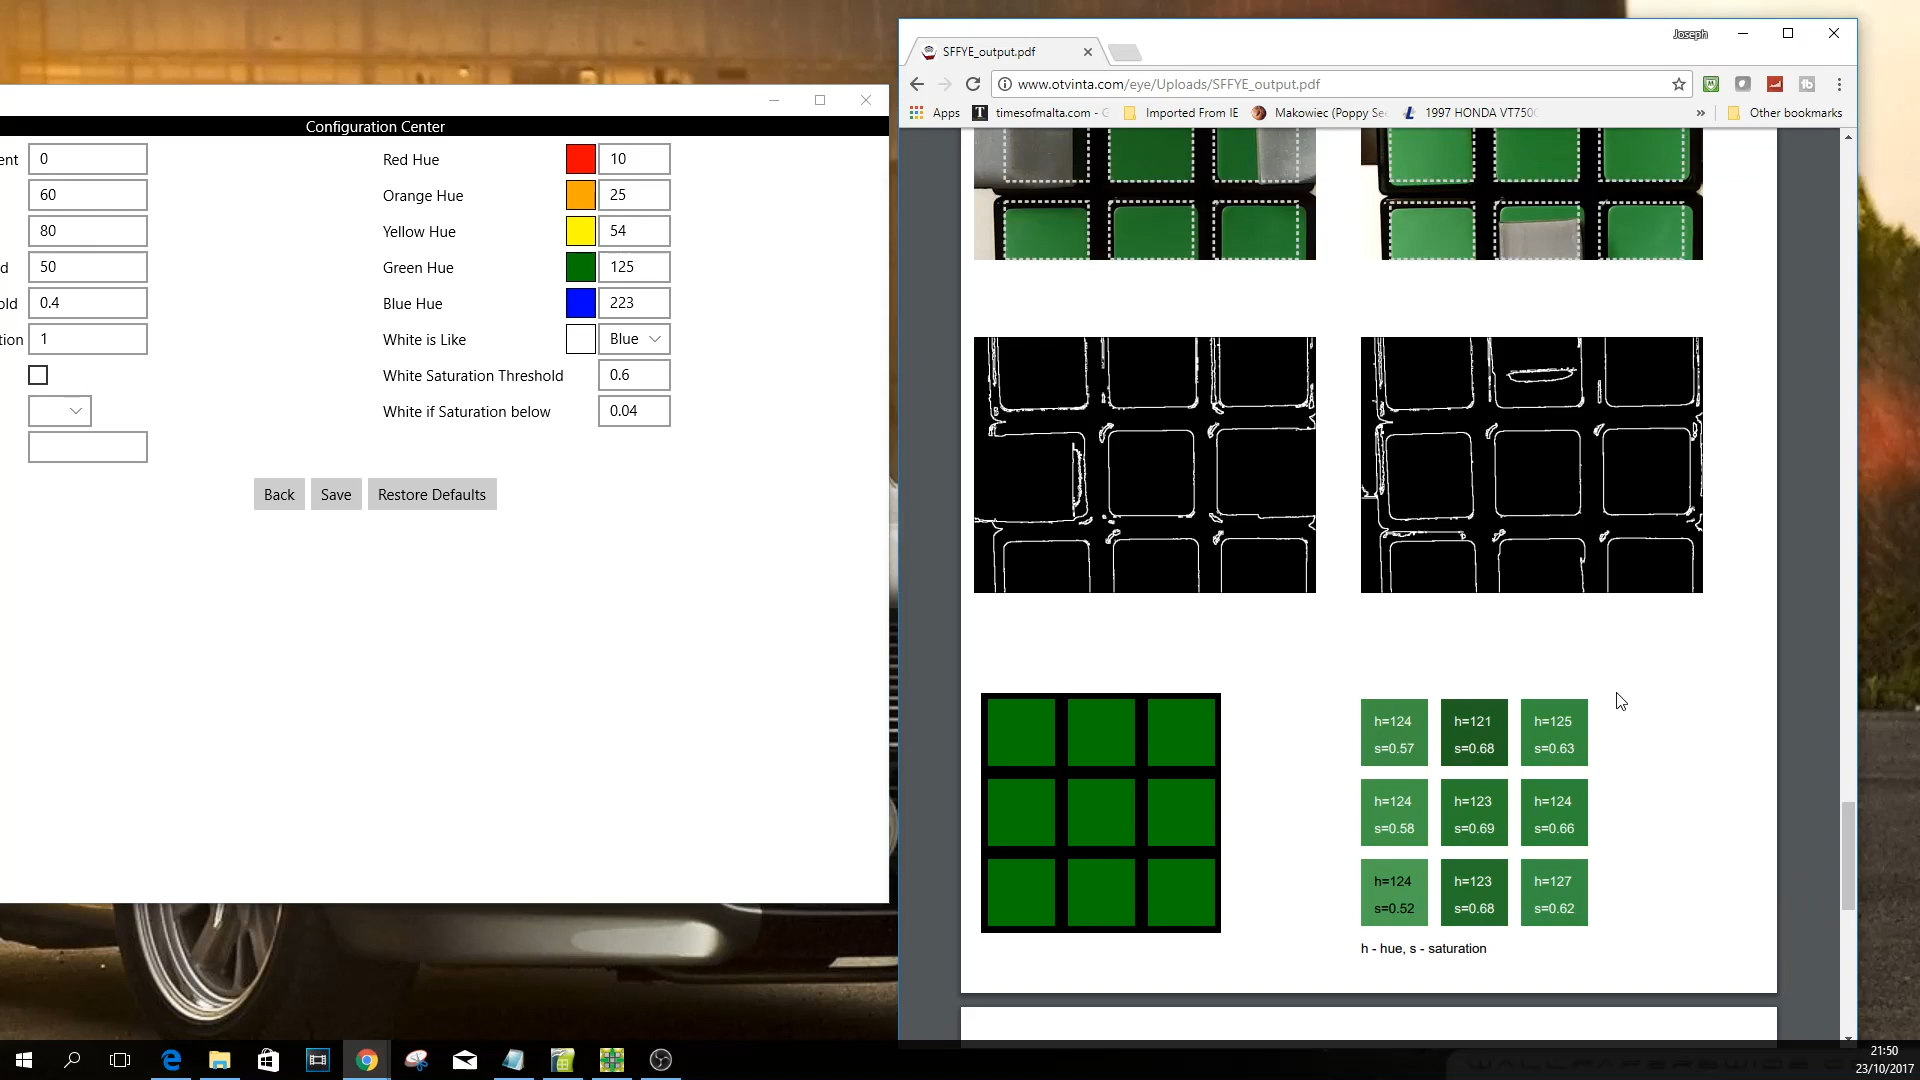 Configuration Center
ent 0
60
80
d 50
old 0.4
tion 1
Red Hue 10
Orange Hue 25
Yellow Hue 54
Green Hue 125
Blue Hue 223
White is Like Blue
White Saturation Threshold 0.6
White if Saturation below 0.04
Back Save Restore Defaults
Joseph
SFFYE_output.pdf
www.otvinta.com/eye/Uploads/SFFYE_output.pdf
Apps T timesofmalta.com - Imported From IE Makowiec (Poppy Se 1997 HONDA VT750 » Other bookmarks
h=124 h=121 h=125
s=0.57 s=0.68 s=0.63
h=124 h=123 h=124
s=0.58 s=0.69 s=0.66
h=124 h=123 h=127
s=0.52 s=0.68 s=0.62
h - hue, s - saturation
21:50
23/10/2017